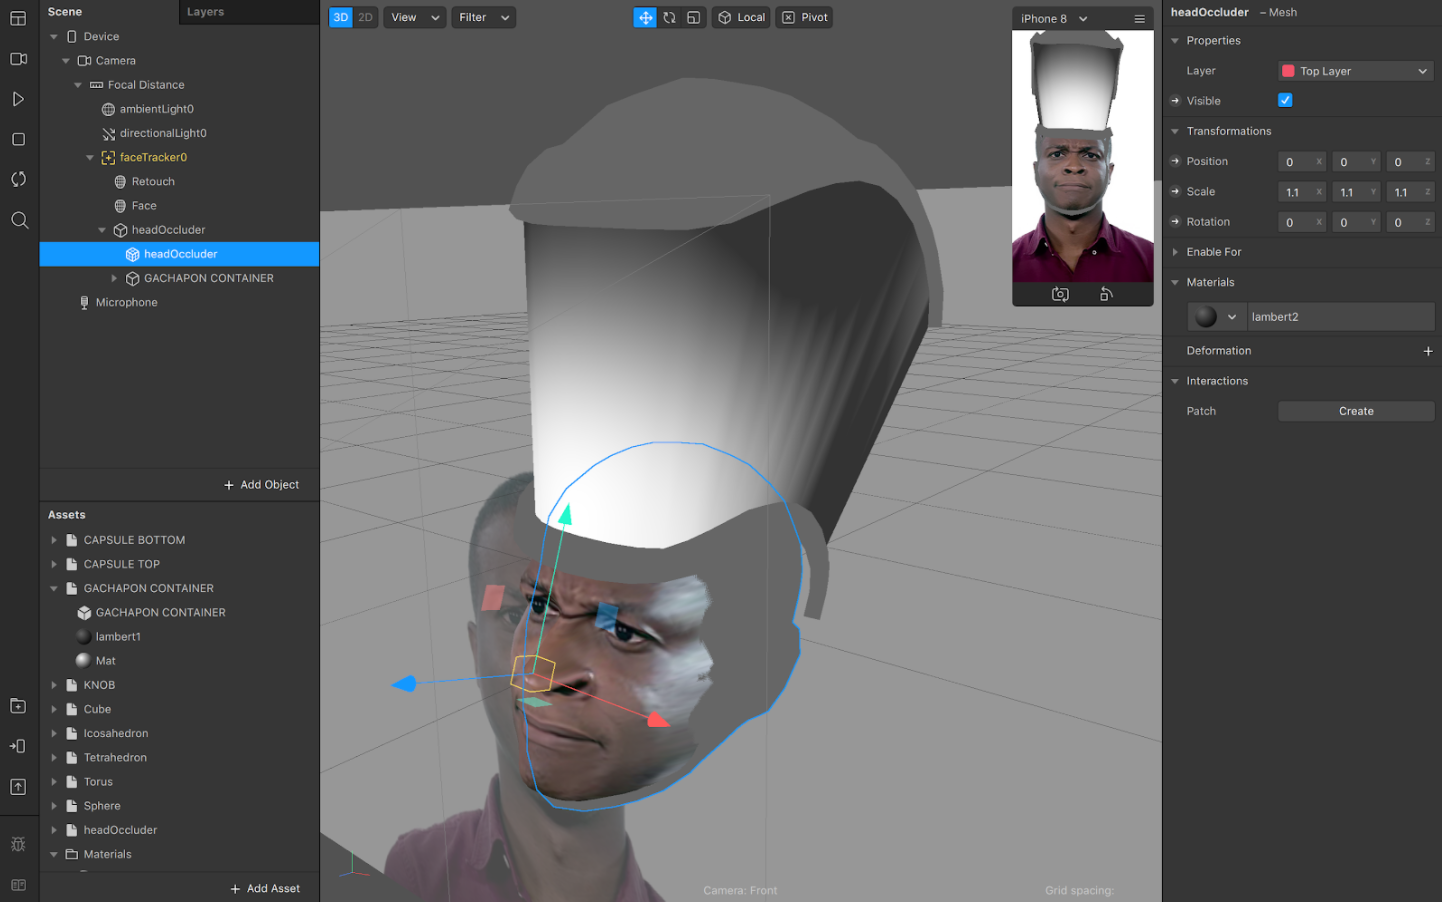 Scene
Layers
Device
Camera
Focal Distance
ambientLight0
directionalLight0
faceTracker0
Retouch
Face
headOccluder
headOccluder
GACHAPON CONTAINER
Microphone
+ Add Object
Assets
CAPSULE BOTTOM
CAPSULE TOP
GACHAPON CONTAINER
GACHAPON CONTAINER
lambert1
Mat
KNOB
Cube
Icosahedron
Tetrahedron
Torus
Sphere
headOccluder
Materials
+ Add Asset
3D 2D View Filter Local Pivot
iPhone 8
Camera: Front
Grid spacing:
headOccluder – Mesh
Properties
Layer Top Layer
Visible
Transformations
Position 0 X 0 Y 0 Z
Scale 1.1 X 1.1 Y 1.1 Z
Rotation 0 X 0 Y 0 Z
Enable For
Materials
lambert2
Deformation +
Interactions
Patch Create